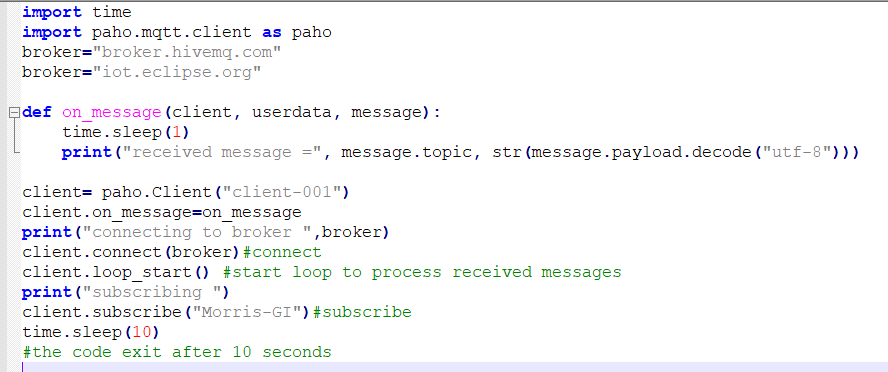 import time
import paho.mqtt.client as paho
broker="broker.hivemq.com"
broker="iot.eclipse.org"
def on_message(client, userdata, message):
    time.sleep(1)
    print("received message =", message.topic, str(message.payload.decode("utf-8")))
client= paho.Client("client-001")
client.on_message=on_message
print("connecting to broker ",broker)
client.connect(broker)#connect
client.loop_start() #start loop to process received messages
print("subscribing ")
client.subscribe("Morris-GI")#subscribe
time.sleep(10)
#the code exit after 10 seconds